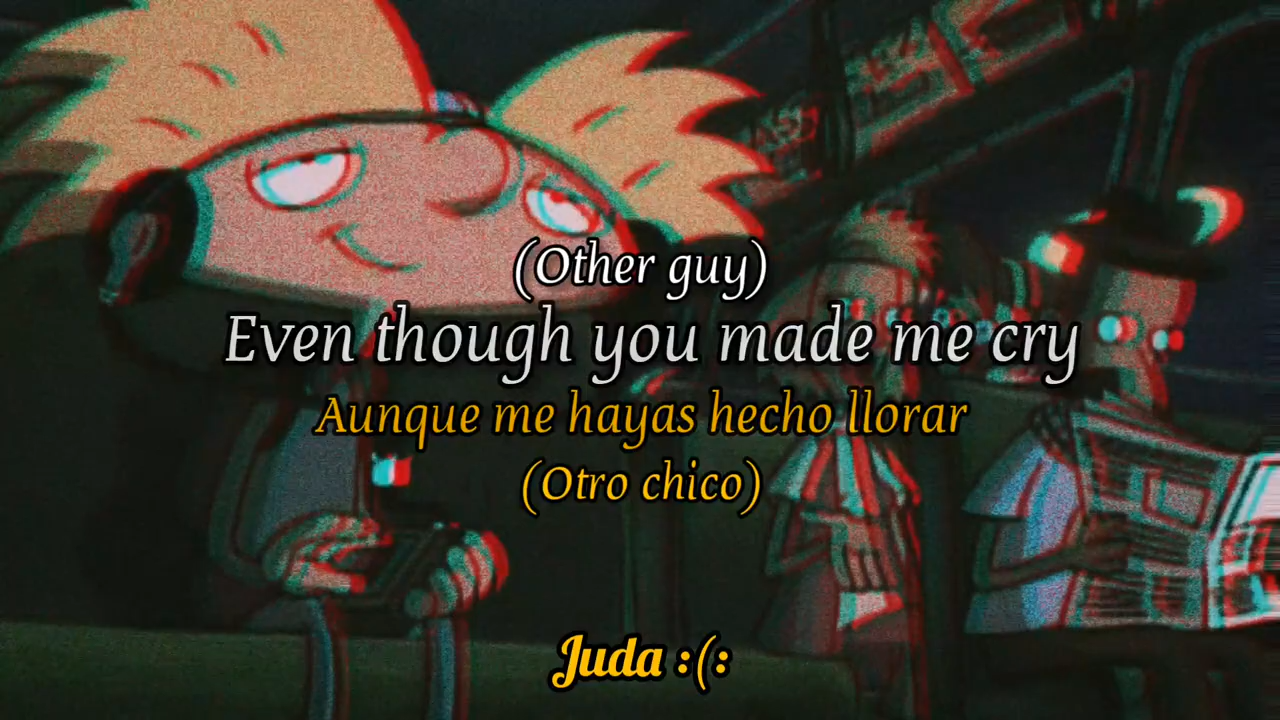 (Other guy)
Even though you made me cry
Aunque me hayas hecho llorar
(Otro chico)
Juda :(: